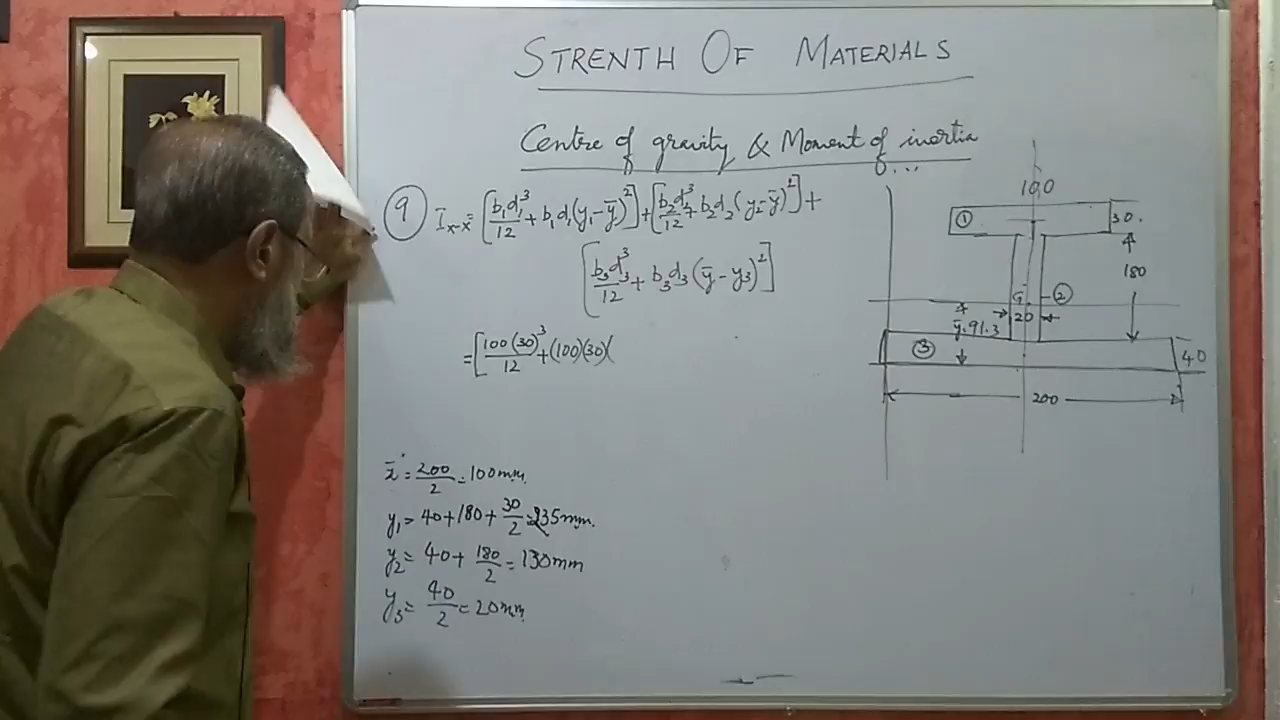 STRENTH OF MATERIALS
Centre of gravity & Moment of inertia
of...
9 Ī x-x = [b₁d₁³/12 + b₁d₁(y₁-ȳ)²] + [b₂d₂³/12 + b₂d₂(y₂-ȳ)²] +
[b₃d₃³/12 + b₃d₃(ȳ-y₃)²]
= [100(30)³/12 + (100)(30)(
x̄ = 200/2 = 100mm
y₁ = 40+180+30/2 = 235mm.
y₂ = 40+180/2 = 130mm
y₃ = 40/2 = 20mm
100
① 30.
180
G ②
20
ȳ.91.3
③ 40
200